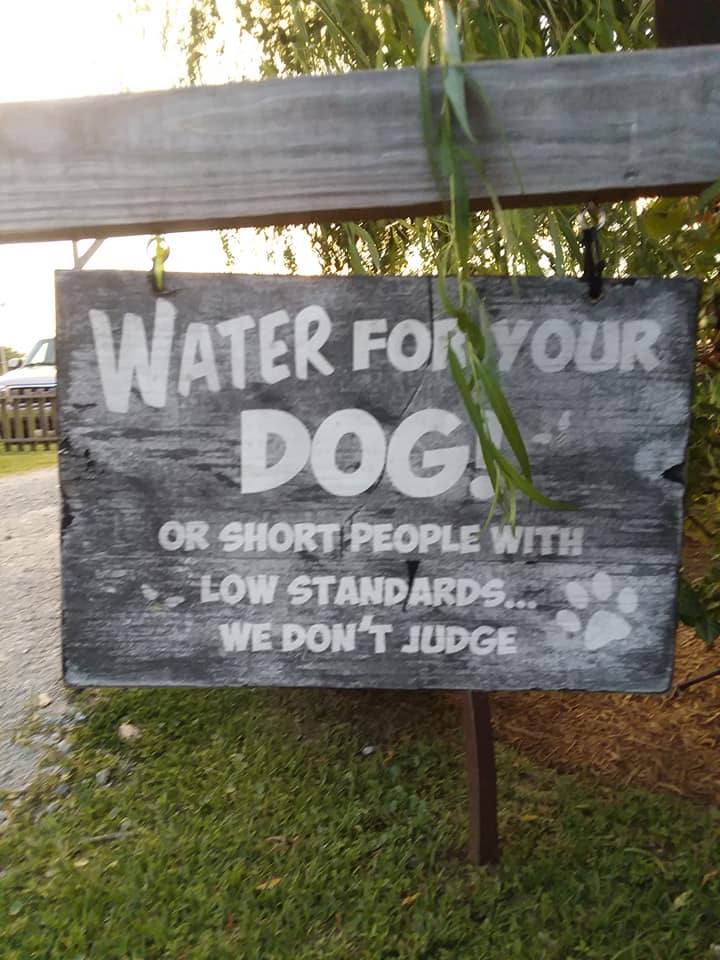 WATER FOR YOUR
DOG!
OR SHORT PEOPLE WITH
LOW STANDARDS...
WE DON'T JUDGE